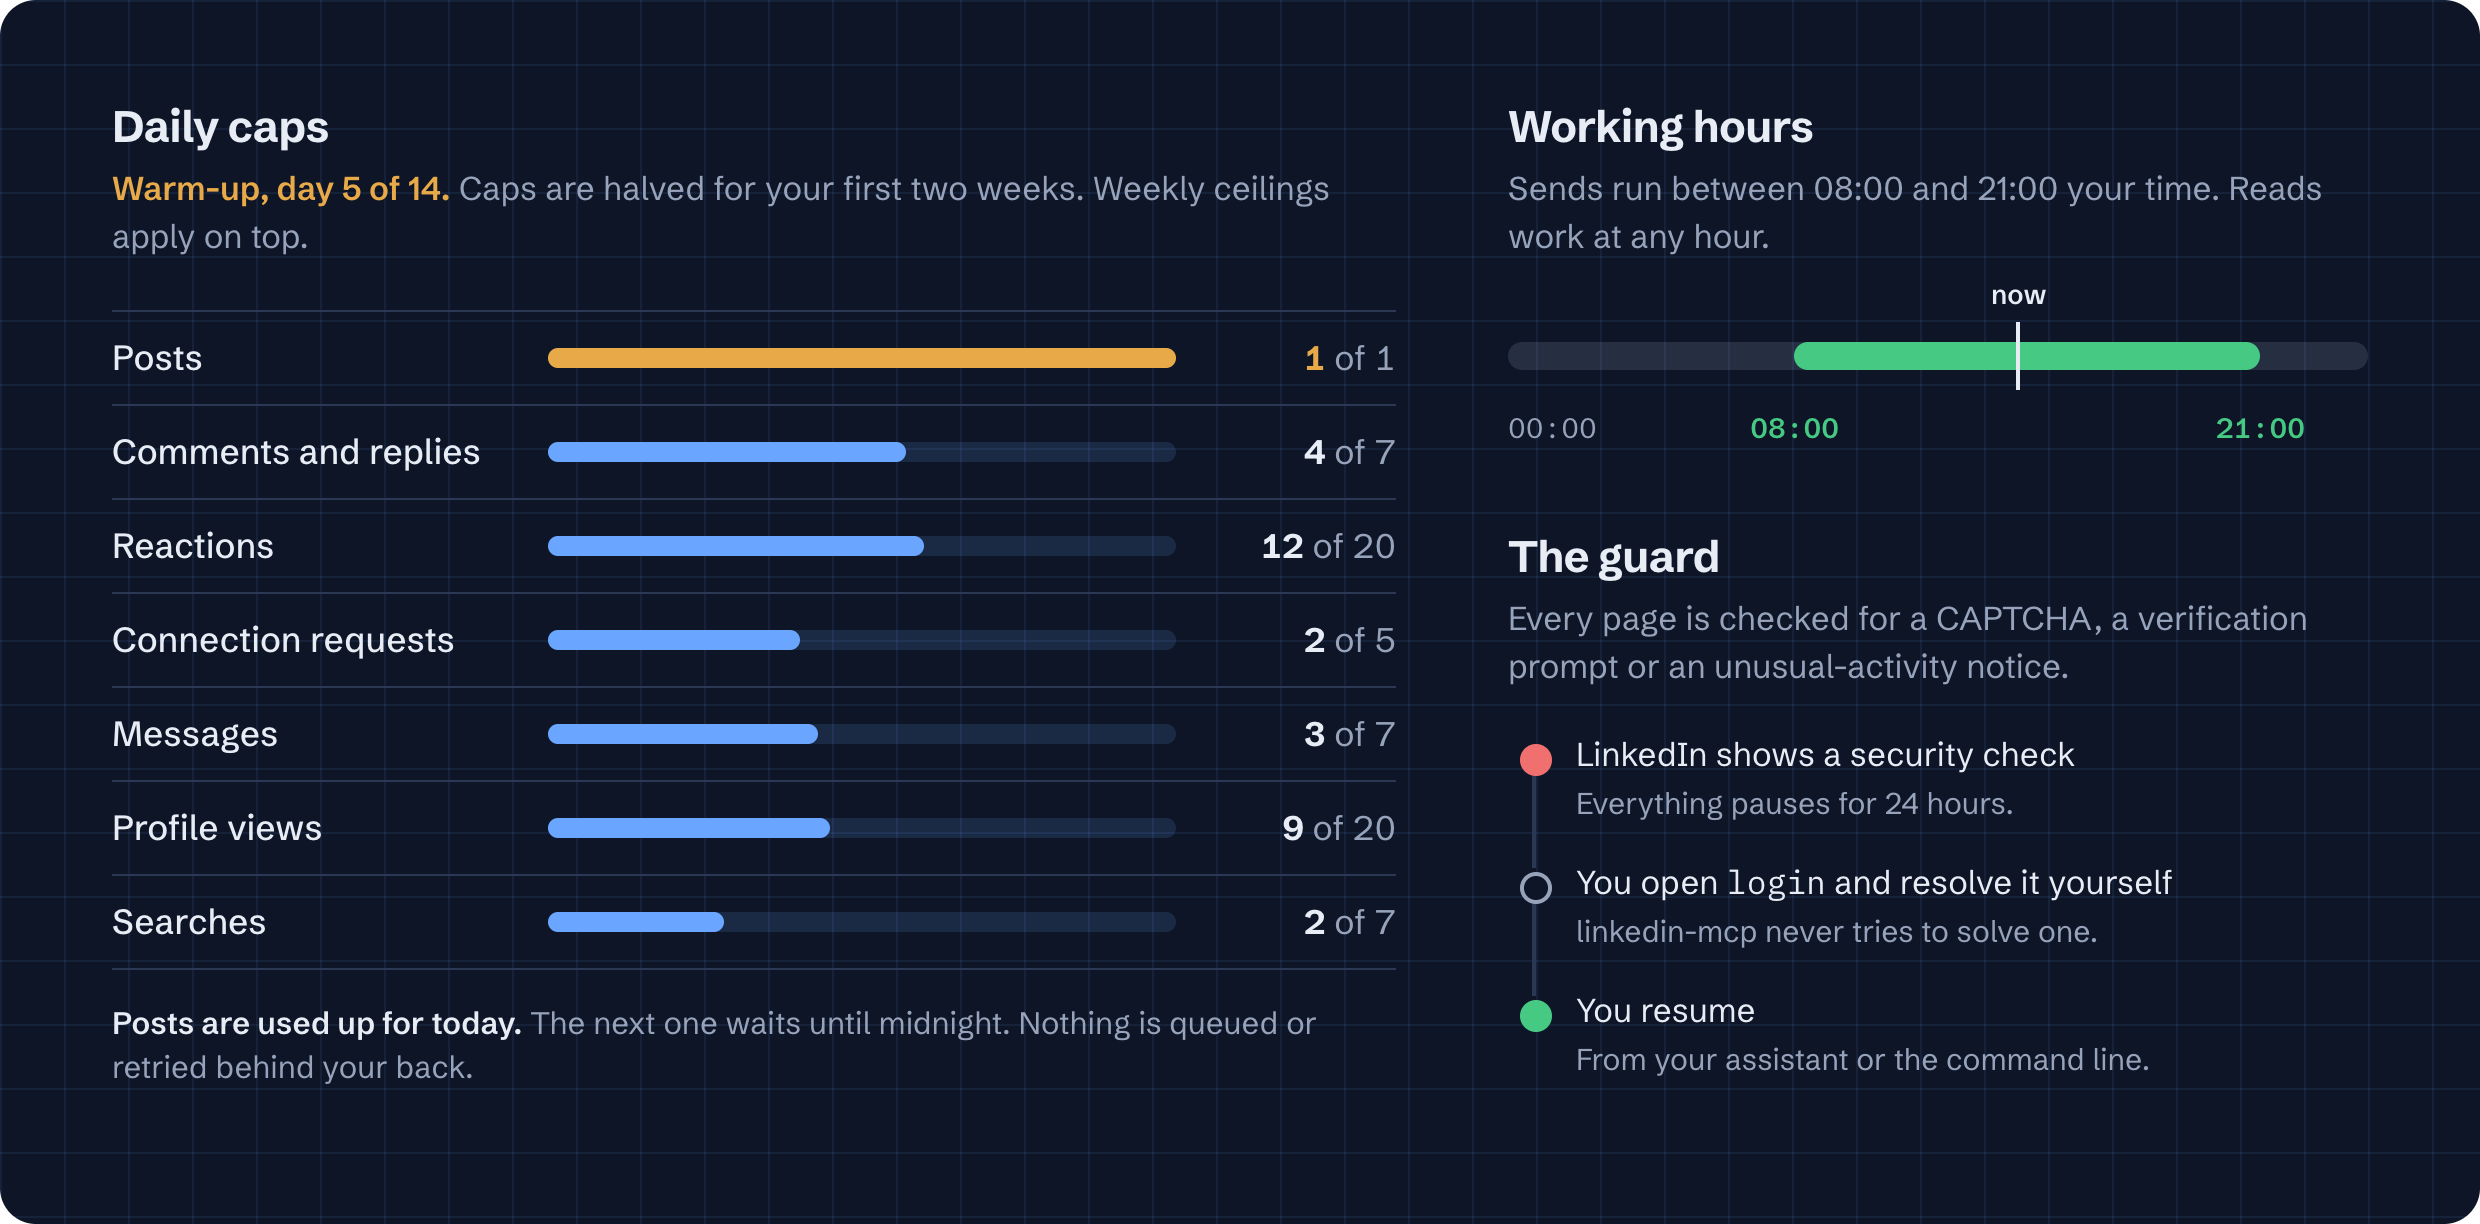 Daily caps
Warm-up, day 5 of 14. Caps are halved for your first two weeks. Weekly ceilings
apply on top.
Posts 1 of 1
Comments and replies 4 of 7
Reactions 12 of 20
Connection requests 2 of 5
Messages 3 of 7
Profile views 9 of 20
Searches 2 of 7
Posts are used up for today. The next one waits until midnight. Nothing is queued or
retried behind your back.
Working hours
Sends run between 08:00 and 21:00 your time. Reads
work at any hour.
now
00:00 08:00 21:00
The guard
Every page is checked for a CAPTCHA, a verification
prompt or an unusual-activity notice.
LinkedIn shows a security check
Everything pauses for 24 hours.
You open login and resolve it yourself
linkedin-mcp never tries to solve one.
You resume
From your assistant or the command line.